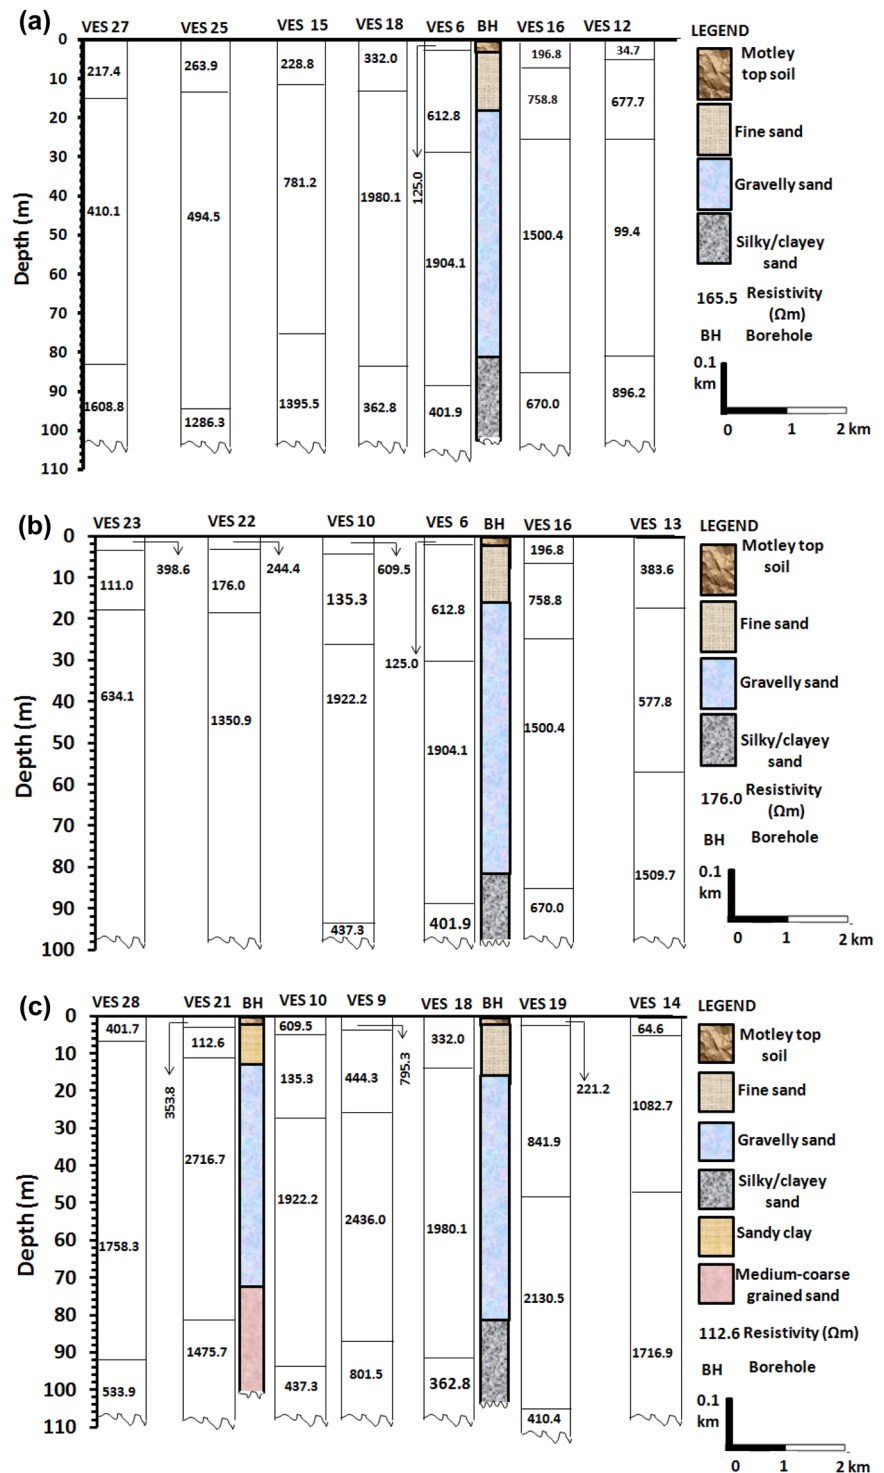 (a)
VES 27 VES 25 VES 15 VES 18 VES 6 BH VES 16 VES 12
LEGEND
Motley
top soil
Fine sand
Gravelly sand
Silky/clayey
sand
165.5 Resistivity
(Ωm)
BH Borehole
0.1
km
0 1 2 km
Depth (m)
0
10
20
30
40
50
60
70
80
90
100
110
217.4
410.1
1608.8
263.9
494.5
1286.3
228.8
781.2
1395.5
332.0
1980.1
362.8
125.0
612.8
1904.1
401.9
196.8
758.8
1500.4
670.0
34.7
677.7
99.4
896.2
(b)
VES 23 VES 22 VES 10 VES 6 BH VES 16 VES 13
LEGEND
Motley top
soil
Fine sand
Gravelly sand
Silky/clayey
sand
176.0 Resistivity
(Ωm)
BH Borehole
0.1
km
0 1 2 km
Depth (m)
0
10
20
30
40
50
60
70
80
90
100
398.6
111.0
634.1
244.4
176.0
1350.9
609.5
135.3
1922.2
437.3
125.0
612.8
1904.1
401.9
196.8
758.8
1500.4
670.0
383.6
577.8
1509.7
(c)
VES 28 VES 21 BH VES 10 VES 9 VES 18 BH VES 19 VES 14
LEGEND
Motley top
soil
Fine sand
Gravelly sand
Silky/clayey
sand
Sandy clay
Medium-coarse
grained sand
112.6 Resistivity (Ωm)
BH Borehole
0.1
km
0 1 2 km
Depth (m)
0
10
20
30
40
50
60
70
80
90
100
110
401.7
1758.3
533.9
353.8
112.6
2716.7
1475.7
609.5
135.3
1922.2
437.3
795.3
444.3
2436.0
801.5
332.0
1980.1
362.8
221.2
841.9
2130.5
410.4
64.6
1082.7
1716.9